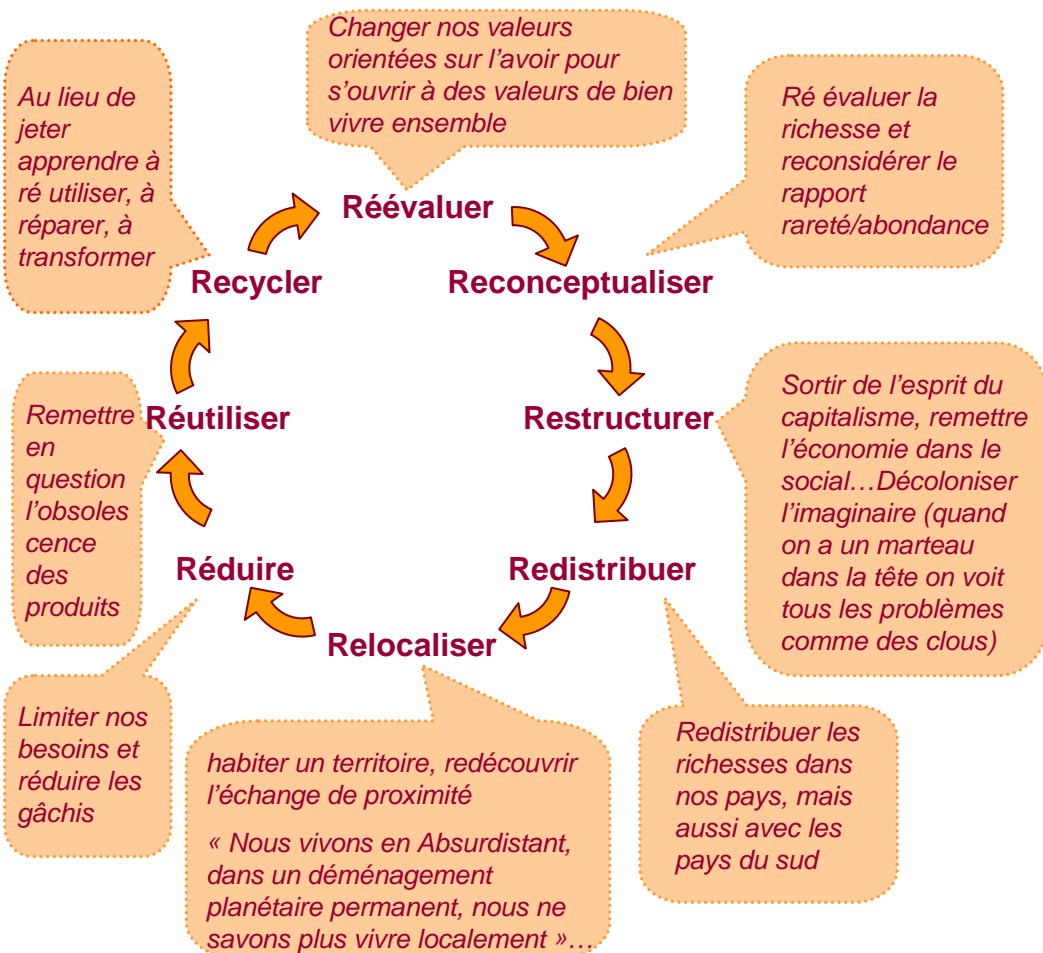 Changer nos valeurs
orientées sur l’avoir pour
s’ouvrir à des valeurs de bien
vivre ensemble
Au lieu de
jeter
apprendre à
ré utiliser, à
réparer, à
transformer
Ré évaluer la
richesse et
reconsidérer le
rapport
rareté/abondance
Réévaluer
Recycler
Reconceptualiser
Remettre
en
question
l’obsoles
cence
des
produits
Réutiliser
Restructurer
Sortir de l’esprit du
capitalisme, remettre
l’économie dans le
social…Décoloniser
l’imaginaire (quand
on a un marteau
dans la tête on voit
tous les problèmes
comme des clous)
Réduire
Redistribuer
Relocaliser
Limiter nos
besoins et
réduire les
gâchis
habiter un territoire, redécouvrir
l’échange de proximité
« Nous vivons en Absurdistant,
dans un déménagement
planétaire permanent, nous ne
savons plus vivre localement »…
Redistribuer les
richesses dans
nos pays, mais
aussi avec les
pays du sud